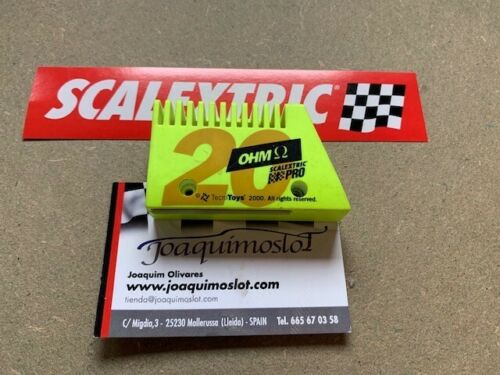 SCALEXTRIC
20 OHM Ω
SCALEXTRIC
PRO
© TecniToys 2000. All rights reserved.
Joaquimoslot
Joaquim Olivares
www.joaquimoslot.com
tienda@joaquimoslot.com
C/ Migdia,3 - 25230 Mollerussa (Lleida) - SPAIN Tel. 665 67 03 58